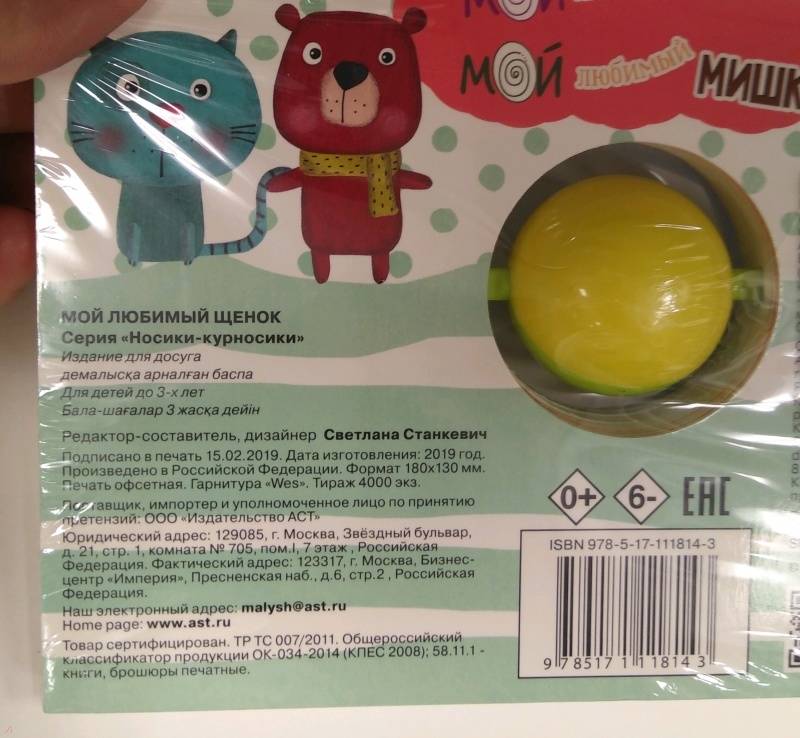 МОЙ
МОЙ ЛЮБИМЫЙ
МОЙ ЛЮБИМЫЙ ЩЕНОК
Серия «Носики-курносики»
Издание для досуга
демалысқа арналған баспа
Для детей до 3-х лет
Бала-шағалар 3 жасқа дейін
Редактор-составитель, дизайнер Светлана Станкевич
Подписано в печать 15.02.2019. Дата изготовления: 2019 год.
Произведено в Российской Федерации. Формат 180х130 мм.
Печать офсетная. Гарнитура «Wes». Тираж 4000 экз.
Поставщик, импортер и уполномоченное лицо по принятию
претензий: ООО «Издательство АСТ»
Юридический адрес: 129085, г. Москва, Звёздный бульвар,
д. 21, стр. 1, комната № 705, пом.I, 7 этаж , Российская
Федерация. Фактический адрес: 123317, г. Москва, Бизнес-
центр «Империя», Пресненская наб., д.6, стр.2 , Российская
Федерация.
Наш электронный адрес: malysh@ast.ru
Home page: www.ast.ru
Товар сертифицирован. ТР ТС 007/2011. Общероссийский
классификатор продукции ОК-034-2014 (КПЕС 2008); 58.11.1 -
книги, брошюры печатные.
0+ 6- ЕАС
ISBN 978-5-17-111814-3
9 785171 118143